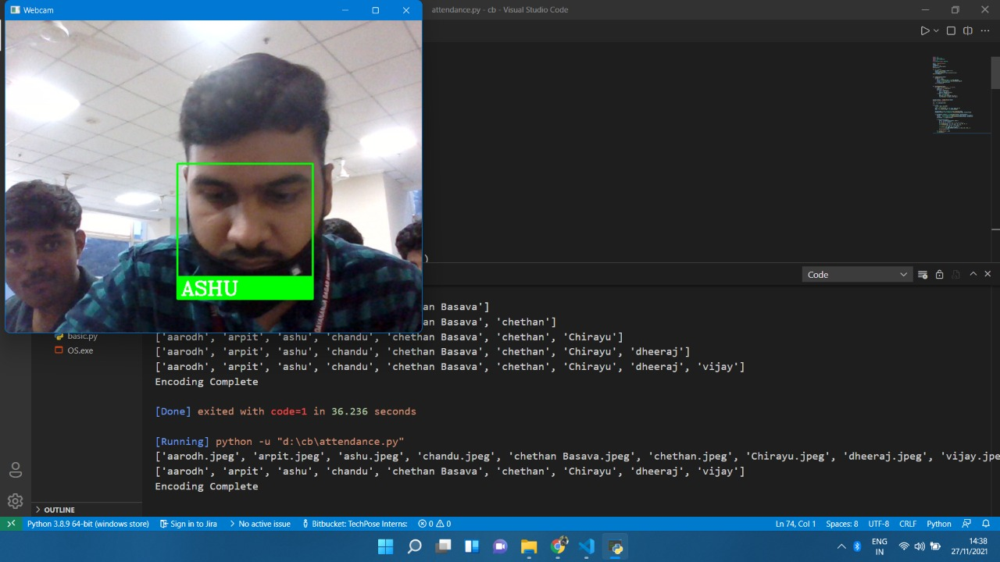 Webcam
attendance.py - cb - Visual Studio Code
ASHU
)
Code
an Basava']
an Basava', 'chethan']
['aarodh', 'arpit', 'ashu', 'chandu', 'chethan Basava', 'chethan', 'Chirayu']
basic.py
['aarodh', 'arpit', 'ashu', 'chandu', 'chethan Basava', 'chethan', 'Chirayu', 'dheeraj']
OS.exe
['aarodh', 'arpit', 'ashu', 'chandu', 'chethan Basava', 'chethan', 'Chirayu', 'dheeraj', 'vijay']
Encoding Complete
[Done] exited with code=1 in 36.236 seconds
[Running] python -u "d:\cb\attendance.py"
['aarodh.jpeg', 'arpit.jpeg', 'ashu.jpeg', 'chandu.jpeg', 'chethan Basava.jpeg', 'chethan.jpeg', 'Chirayu.jpeg', 'dheeraj.jpeg', 'vijay.jpe
['aarodh', 'arpit', 'ashu', 'chandu', 'chethan Basava', 'chethan', 'Chirayu', 'dheeraj', 'vijay']
Encoding Complete
OUTLINE
Python 3.8.9 64-bit (windows store) Sign in to Jira No active issue Bitbucket: TechPose Interns: 0 0 Ln 74, Col 1 Spaces: 8 UTF-8 CRLF Python
ENG
IN
14:38
27/11/2021